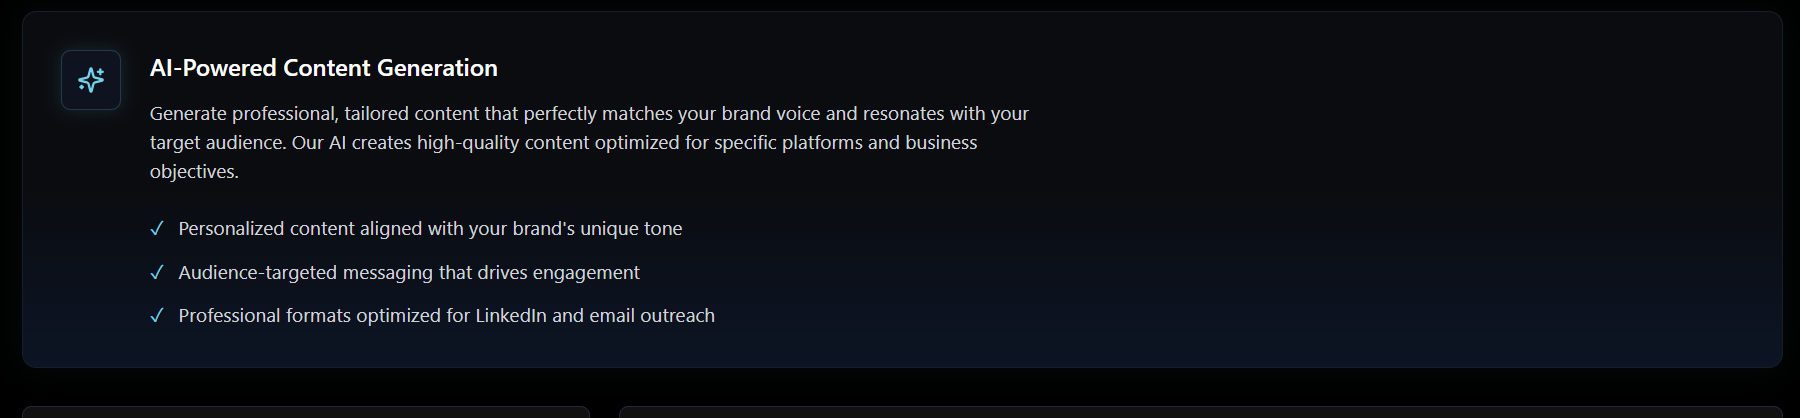 AI-Powered Content Generation
Generate professional, tailored content that perfectly matches your brand voice and resonates with your
target audience. Our AI creates high-quality content optimized for specific platforms and business
objectives.
✓ Personalized content aligned with your brand's unique tone
✓ Audience-targeted messaging that drives engagement
✓ Professional formats optimized for LinkedIn and email outreach